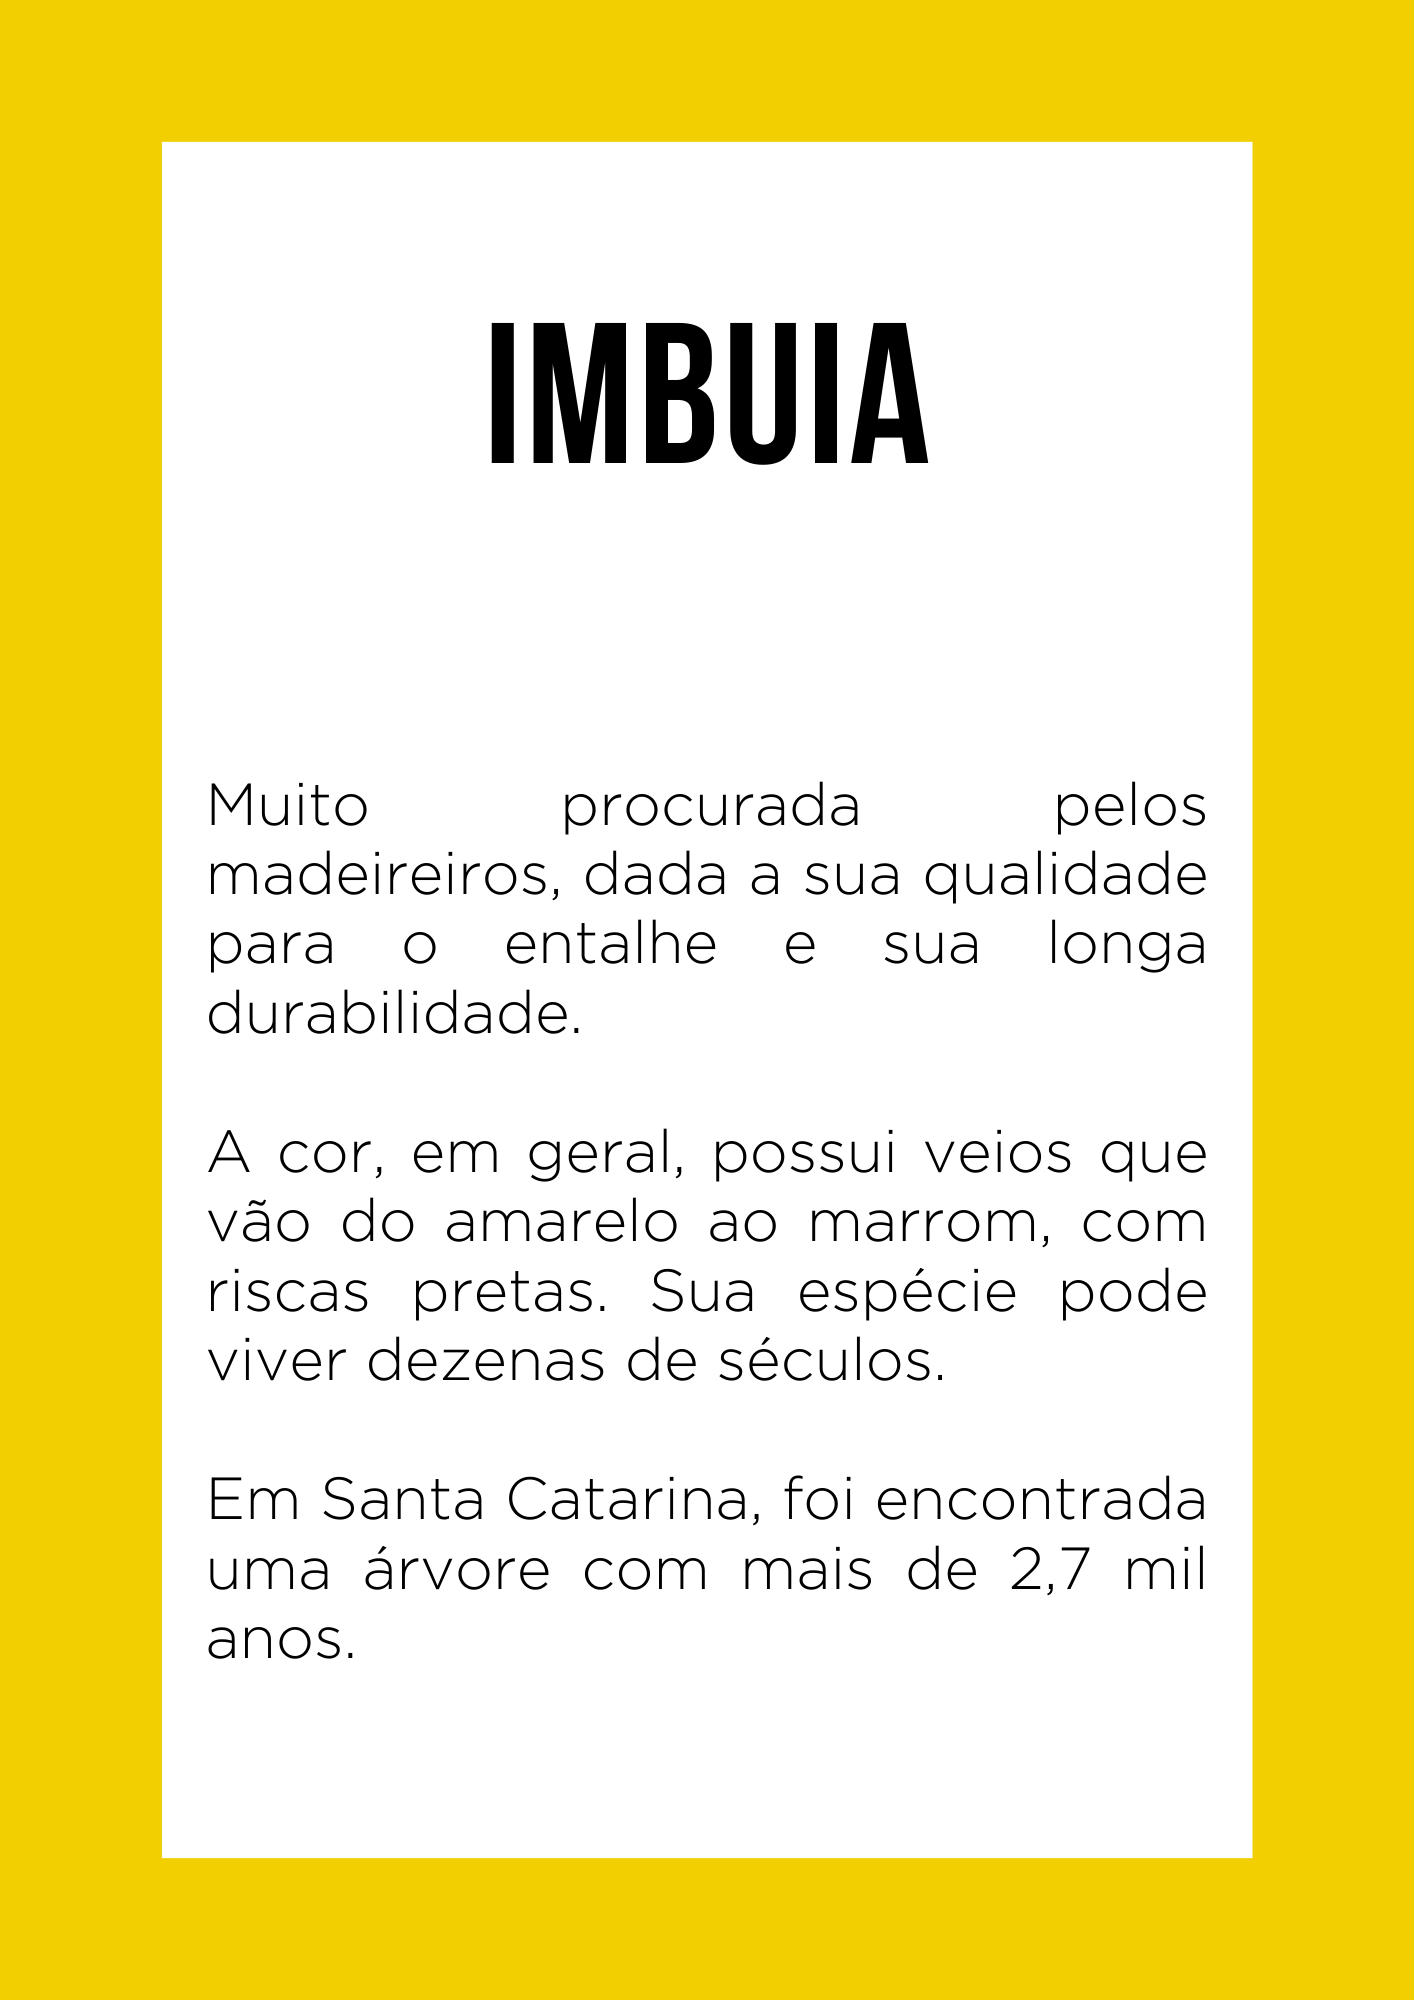 IMBUIA
Muito procurada pelos
madeireiros, dada a sua qualidade
para o entalhe e sua longa
durabilidade.
A cor, em geral, possui veios que
vão do amarelo ao marrom, com
riscas pretas. Sua espécie pode
viver dezenas de séculos.
Em Santa Catarina, foi encontrada
uma árvore com mais de 2,7 mil
anos.